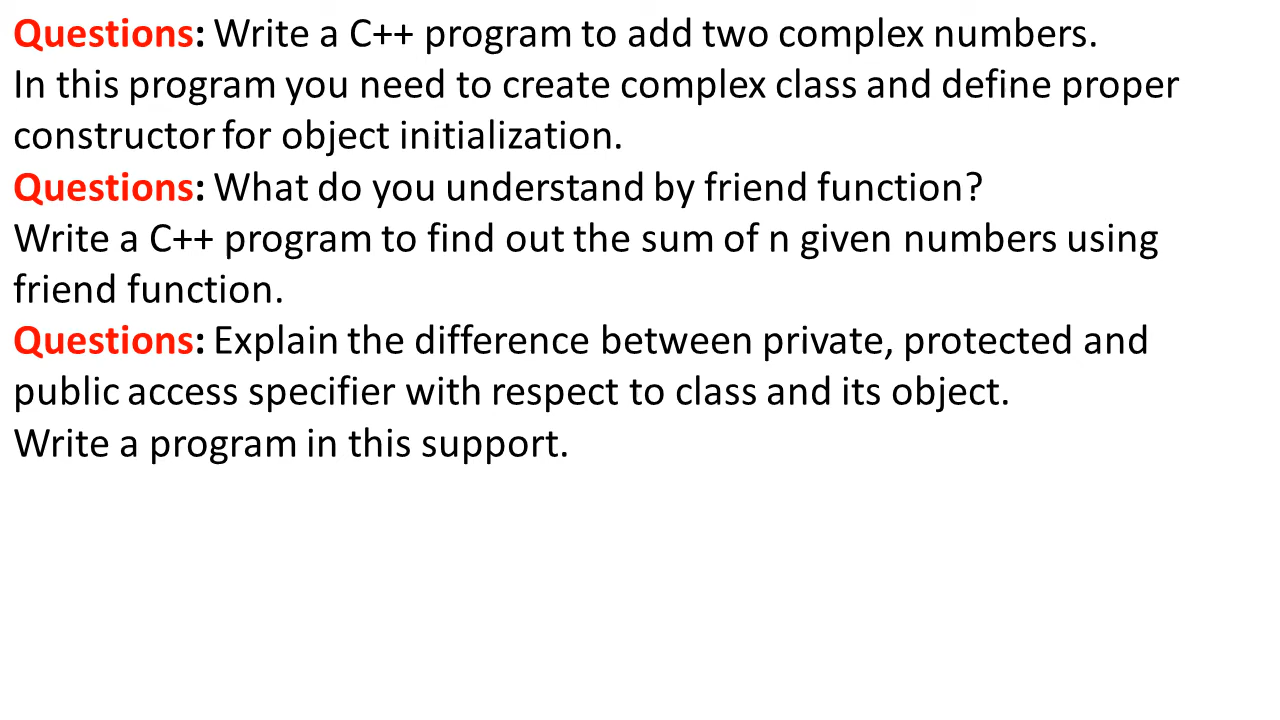 Questions: Write a C++ program to add two complex numbers.
In this program you need to create complex class and define proper
constructor for object initialization.
Questions: What do you understand by friend function?
Write a C++ program to find out the sum of n given numbers using
friend function.
Questions: Explain the difference between private, protected and
public access specifier with respect to class and its object.
Write a program in this support.